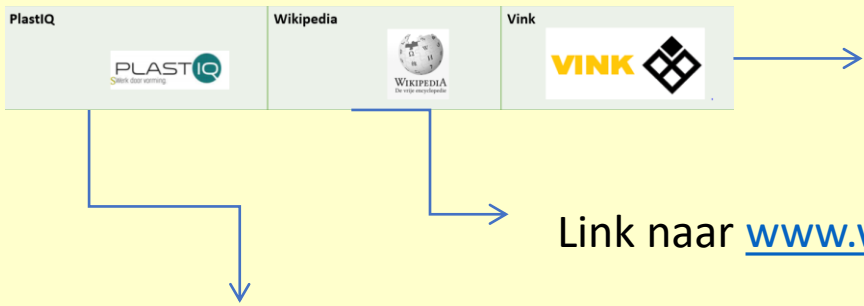 PlastIQ Wikipedia Vink
PLASTIQ
Sterk door vorming
WIKIPEDIA
De vrije encyclopedie
VINK
Link naar www.